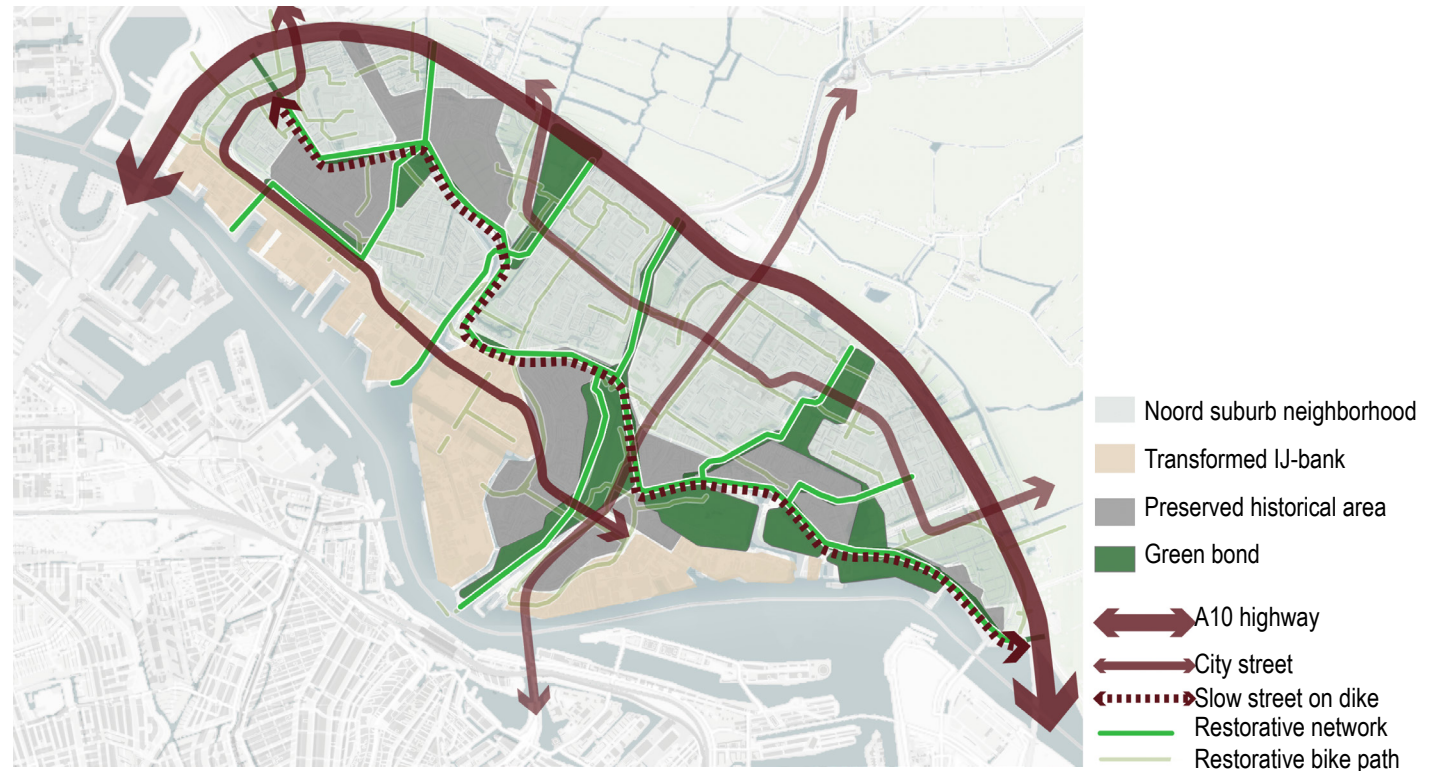 Noord suburb neighborhood
Transformed IJ-bank
Preserved historical area
Green bond
A10 highway
City street
Slow street on dike
Restorative network
Restorative bike path